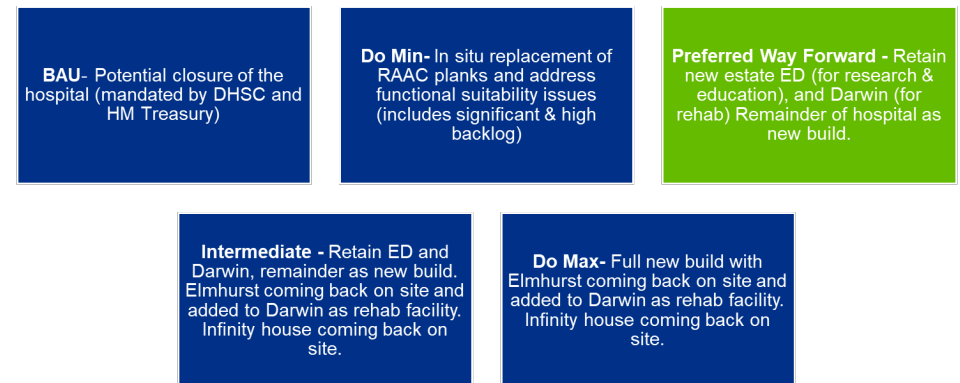 BAU- Potential closure of the
hospital (mandated by DHSC and
HM Treasury)
Do Min- In situ replacement of
RAAC planks and address
functional suitability issues
(includes significant & high
backlog)
Preferred Way Forward - Retain
new estate ED (for research &
education), and Darwin (for
rehab) Remainder of hospital as
new build.
Intermediate - Retain ED and
Darwin, remainder as new build.
Elmhurst coming back on site and
added to Darwin as rehab facility.
Infinity house coming back on
site.
Do Max- Full new build with
Elmhurst coming back on site and
added to Darwin as rehab facility.
Infinity house coming back on
site.